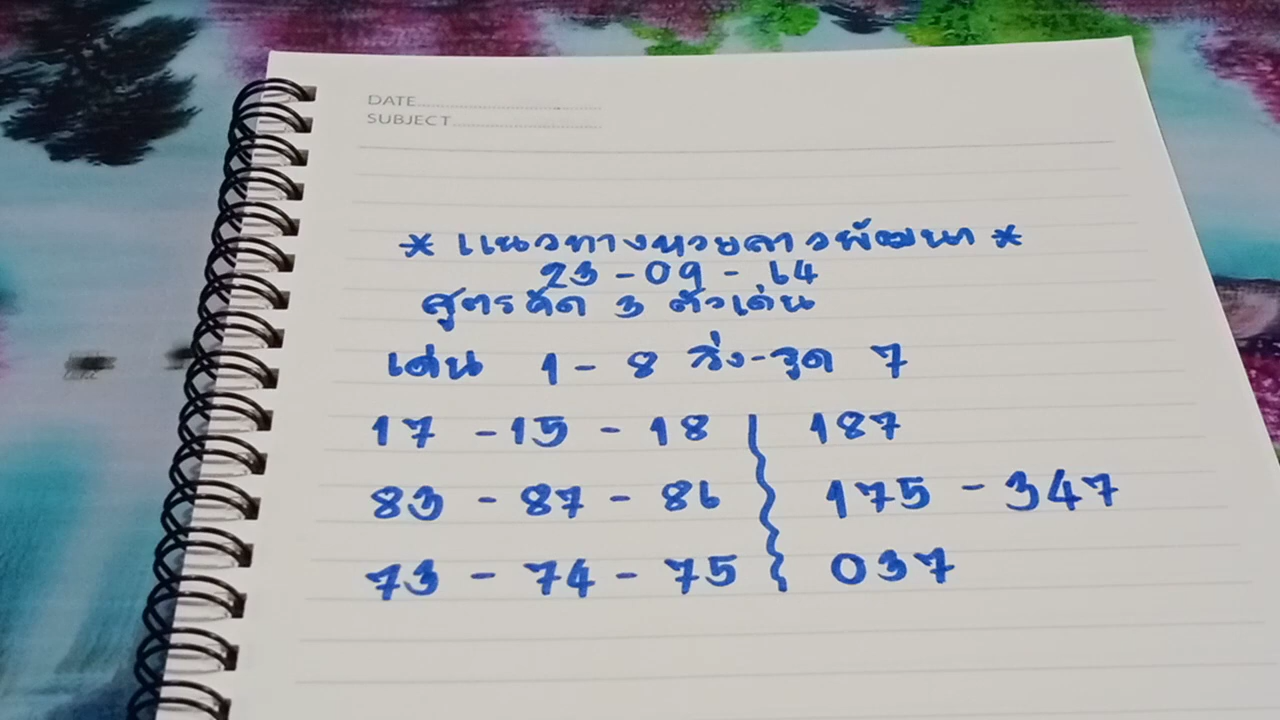 DATE
SUBJECT
* แนวทางหวยลาวพัฒนา *
23 - 09 - 64
สูตรคัด 3 ตัวเด่น
เด่น 1 - 8 วิ่ง-รูด 7
17 - 15 - 18 187
83 - 87 - 86 175 - 347
73 - 74 - 75 037